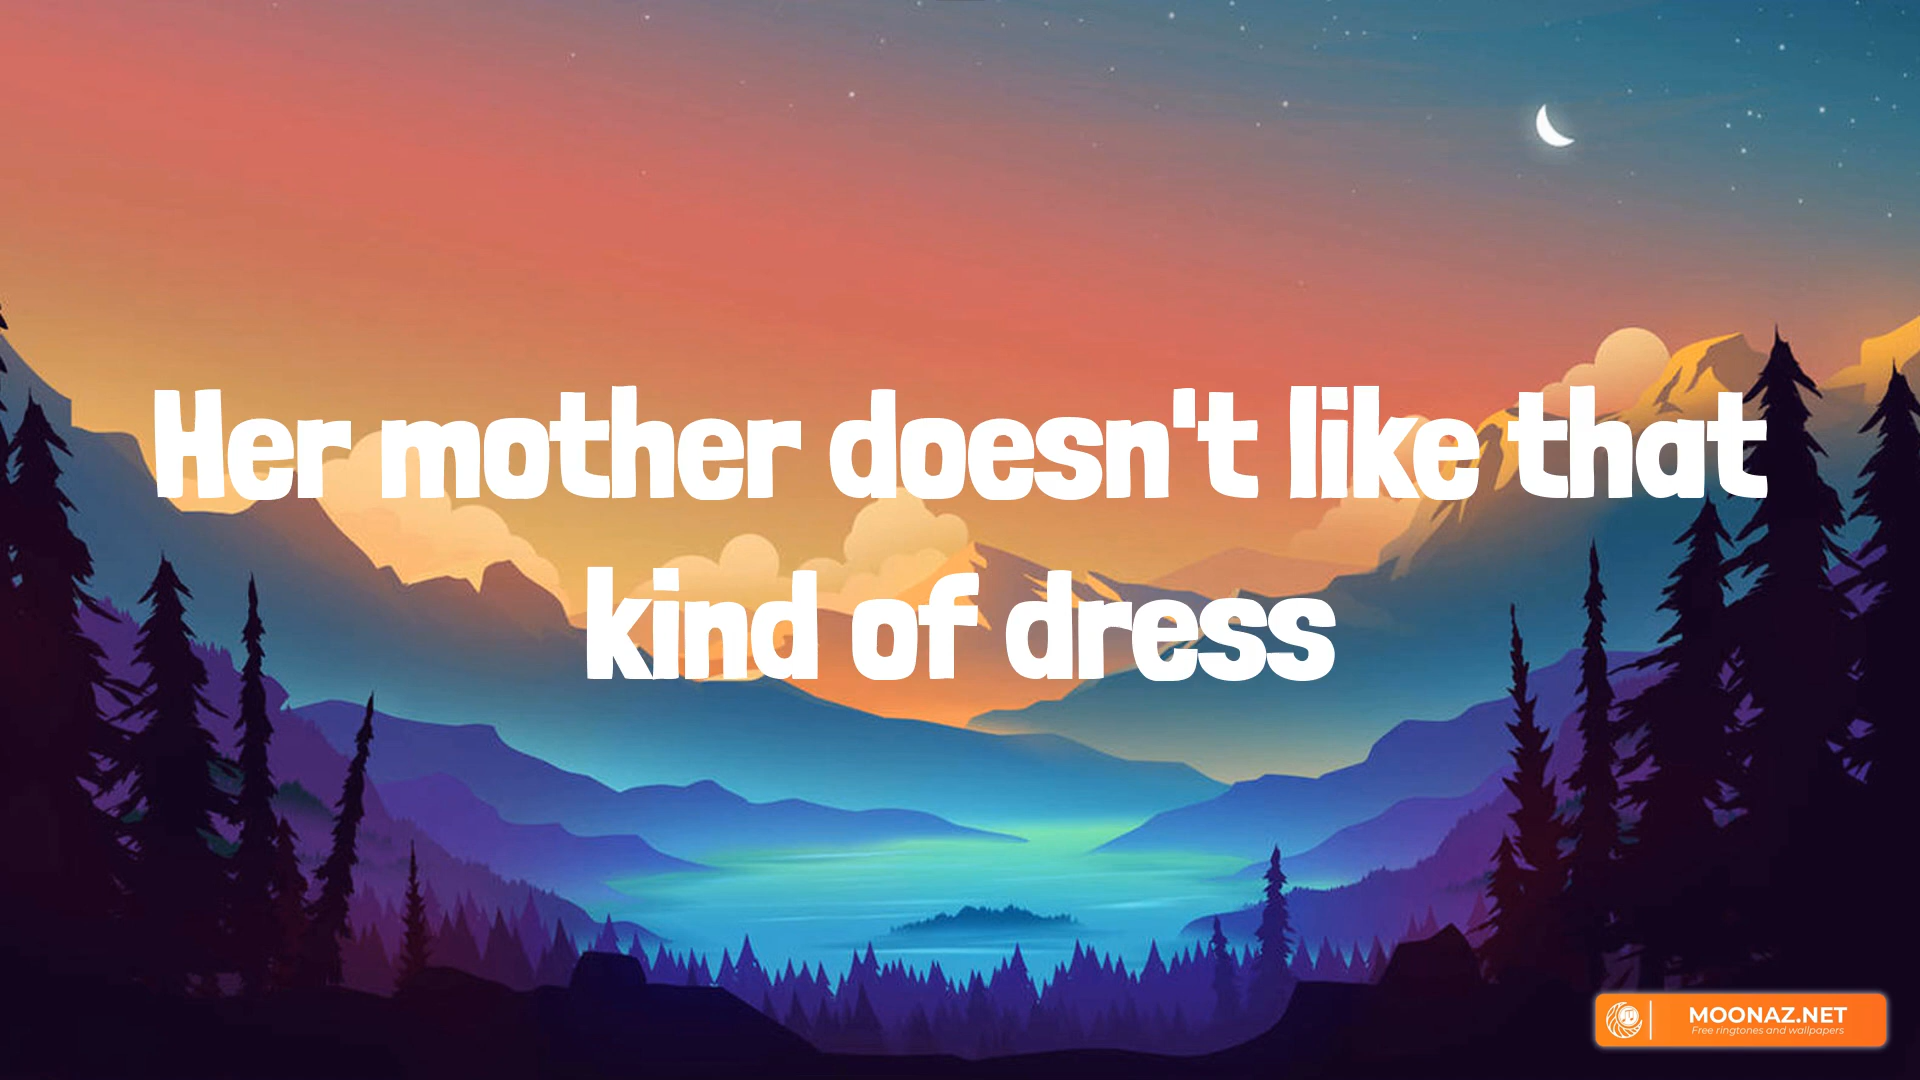 Her mother doesn't like that
kind of dress
MOONAZ.NET
Free ringtones and wallpapers